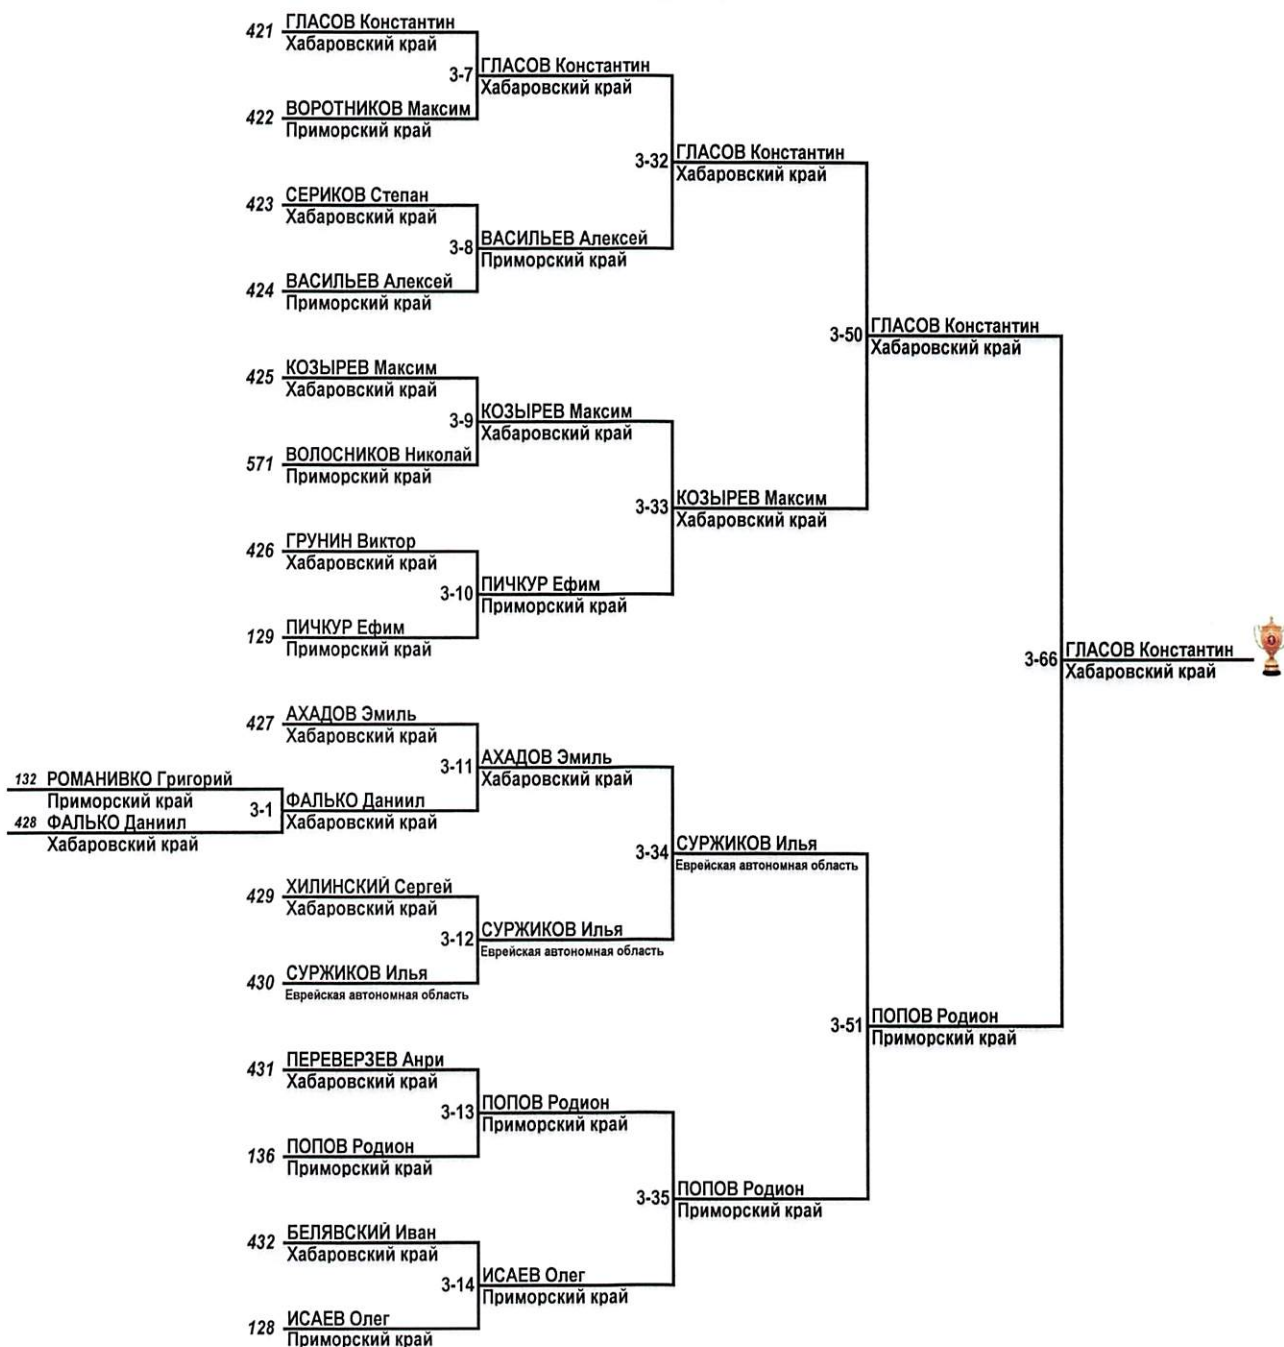 421 ГЛАСОВ Константин
Хабаровский край
3-7 ГЛАСОВ Константин
Хабаровский край
422 ВОРОТНИКОВ Максим
Приморский край
3-32 ГЛАСОВ Константин
Хабаровский край
423 СЕРИКОВ Степан
Хабаровский край
3-8 ВАСИЛЬЕВ Алексей
Приморский край
424 ВАСИЛЬЕВ Алексей
Приморский край
3-50 ГЛАСОВ Константин
Хабаровский край
425 КОЗЫРЕВ Максим
Хабаровский край
3-9 КОЗЫРЕВ Максим
Хабаровский край
571 ВОЛОСНИКОВ Николай
Приморский край
3-33 КОЗЫРЕВ Максим
Хабаровский край
426 ГРУНИН Виктор
Хабаровский край
3-10 ПИЧКУР Ефим
Приморский край
129 ПИЧКУР Ефим
Приморский край
3-66 ГЛАСОВ Константин
Хабаровский край
427 АХАДОВ Эмиль
Хабаровский край
3-11 АХАДОВ Эмиль
Хабаровский край
132 РОМАНИВКО Григорий
Приморский край
3-1 ФАЛЬКО Даниил
Хабаровский край
428 ФАЛЬКО Даниил
Хабаровский край
3-34 СУРЖИКОВ Илья
Еврейская автономная область
429 ХИЛИНСКИЙ Сергей
Хабаровский край
3-12 СУРЖИКОВ Илья
Еврейская автономная область
430 СУРЖИКОВ Илья
Еврейская автономная область
3-51 ПОПОВ Родион
Приморский край
431 ПЕРЕВЕРЗЕВ Анри
Хабаровский край
3-13 ПОПОВ Родион
Приморский край
136 ПОПОВ Родион
Приморский край
3-35 ПОПОВ Родион
Приморский край
432 БЕЛЯВСКИЙ Иван
Хабаровский край
3-14 ИСАЕВ Олег
Приморский край
128 ИСАЕВ Олег
Приморский край